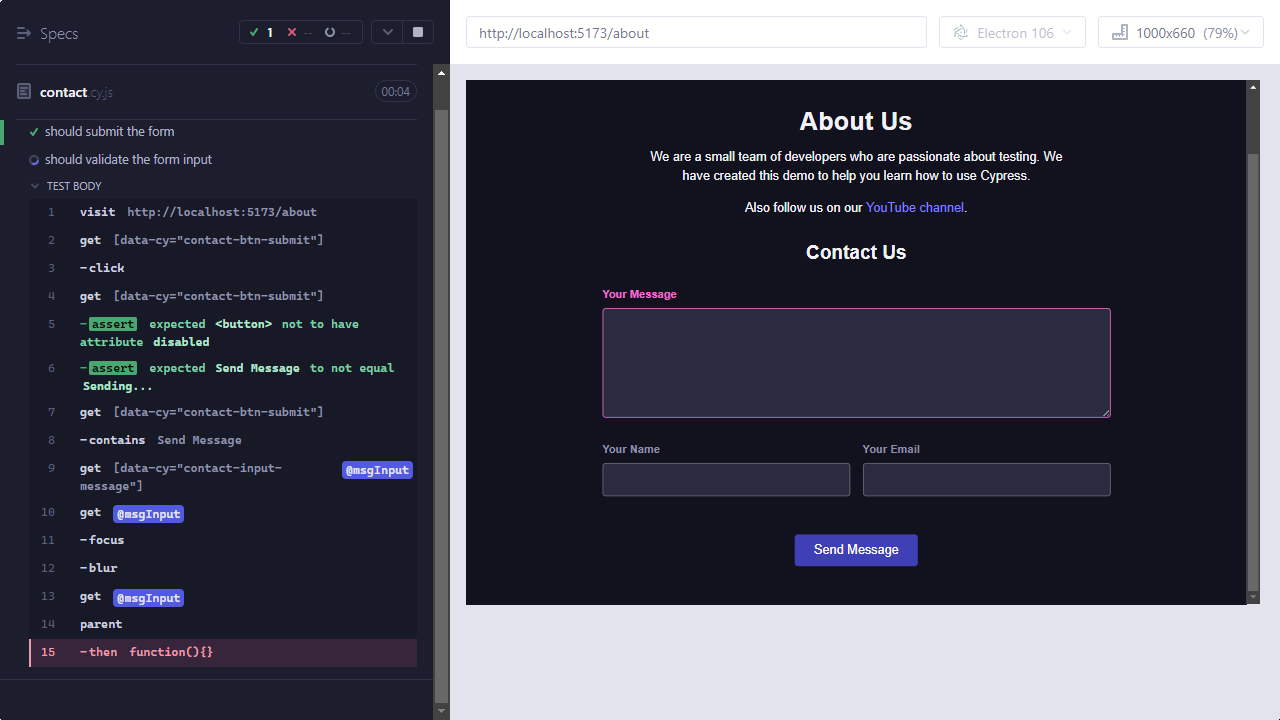 Specs
1 -- --
contact.cy.js 00:04
should submit the form
should validate the form input
TEST BODY
1 visit http://localhost:5173/about
2 get [data-cy="contact-btn-submit"]
3 -click
4 get [data-cy="contact-btn-submit"]
5 -assert expected <button> not to have
attribute disabled
6 -assert expected Send Message to not equal
Sending...
7 get [data-cy="contact-btn-submit"]
8 -contains Send Message
9 get [data-cy="contact-input- @msgInput
message"]
10 get @msgInput
11 -focus
12 -blur
13 get @msgInput
14 parent
15 -then function(){}
http://localhost:5173/about
Electron 106
1000x660 (79%)
About Us
We are a small team of developers who are passionate about testing. We
have created this demo to help you learn how to use Cypress.
Also follow us on our YouTube channel.
Contact Us
Your Message
Your Name Your Email
Send Message